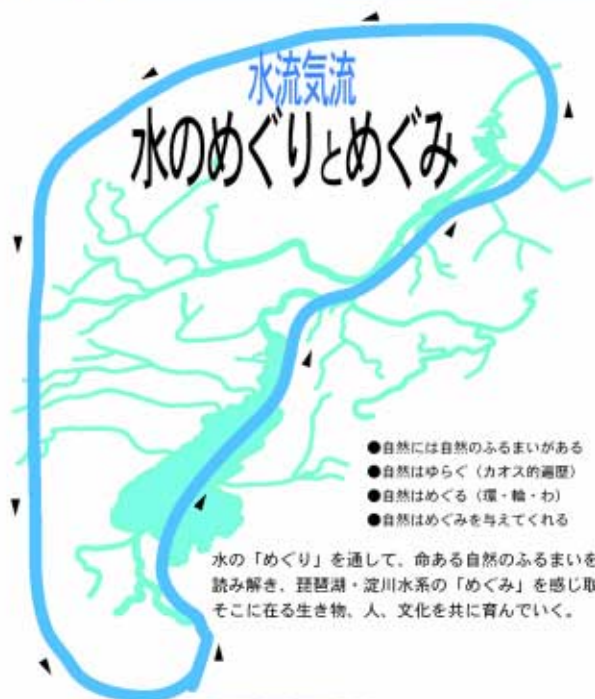 水流気流
水のめぐりとめぐみ
●自然には自然のふるまいがある
●自然はゆらぐ（カオス的遍歴）
●自然はめぐる（環・輪・わ）
●自然はめぐみを与えてくれる
水の「めぐり」を通して、命ある自然のふるまいを
読み解き、琵琶湖・淀川水系の「めぐみ」を感じ取
そこに在る生き物、人、文化を共に育んでいく。